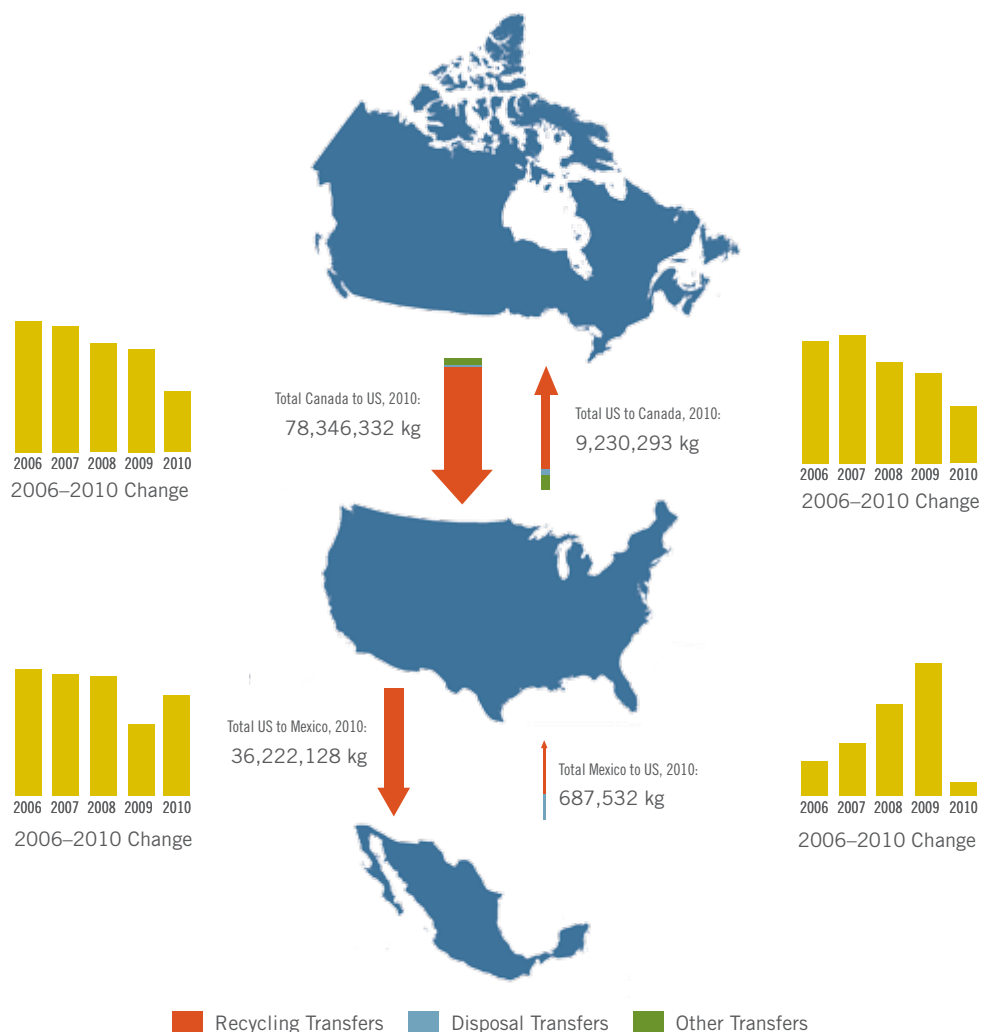 2006 2007 2008 2009 2010
2006–2010 Change
Total Canada to US, 2010:
78,346,332 kg
Total US to Canada, 2010:
9,230,293 kg
2006 2007 2008 2009 2010
2006–2010 Change
2006 2007 2008 2009 2010
2006–2010 Change
Total US to Mexico, 2010:
36,222,128 kg
Total Mexico to US, 2010:
687,532 kg
2006 2007 2008 2009 2010
2006–2010 Change
Recycling Transfers Disposal Transfers Other Transfers